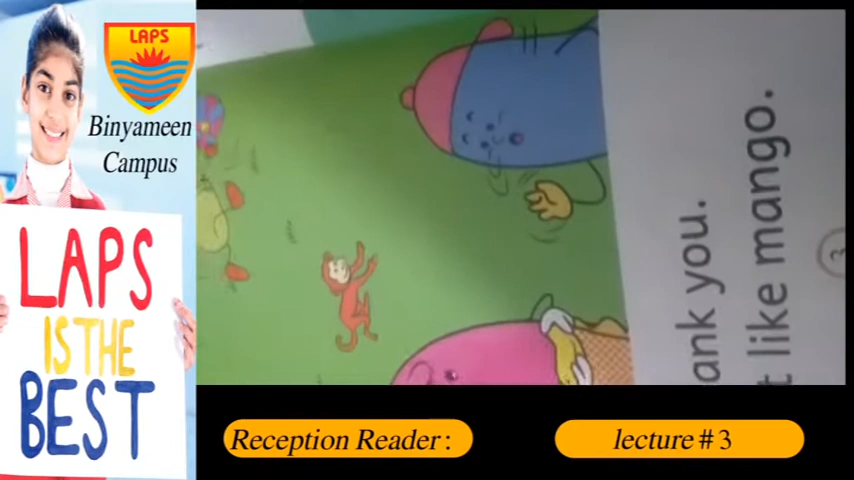 LAPS
Binyameen
Campus
LAPS
IS THE
BEST
ank you.
t like mango.
3
Reception Reader :
lecture # 3